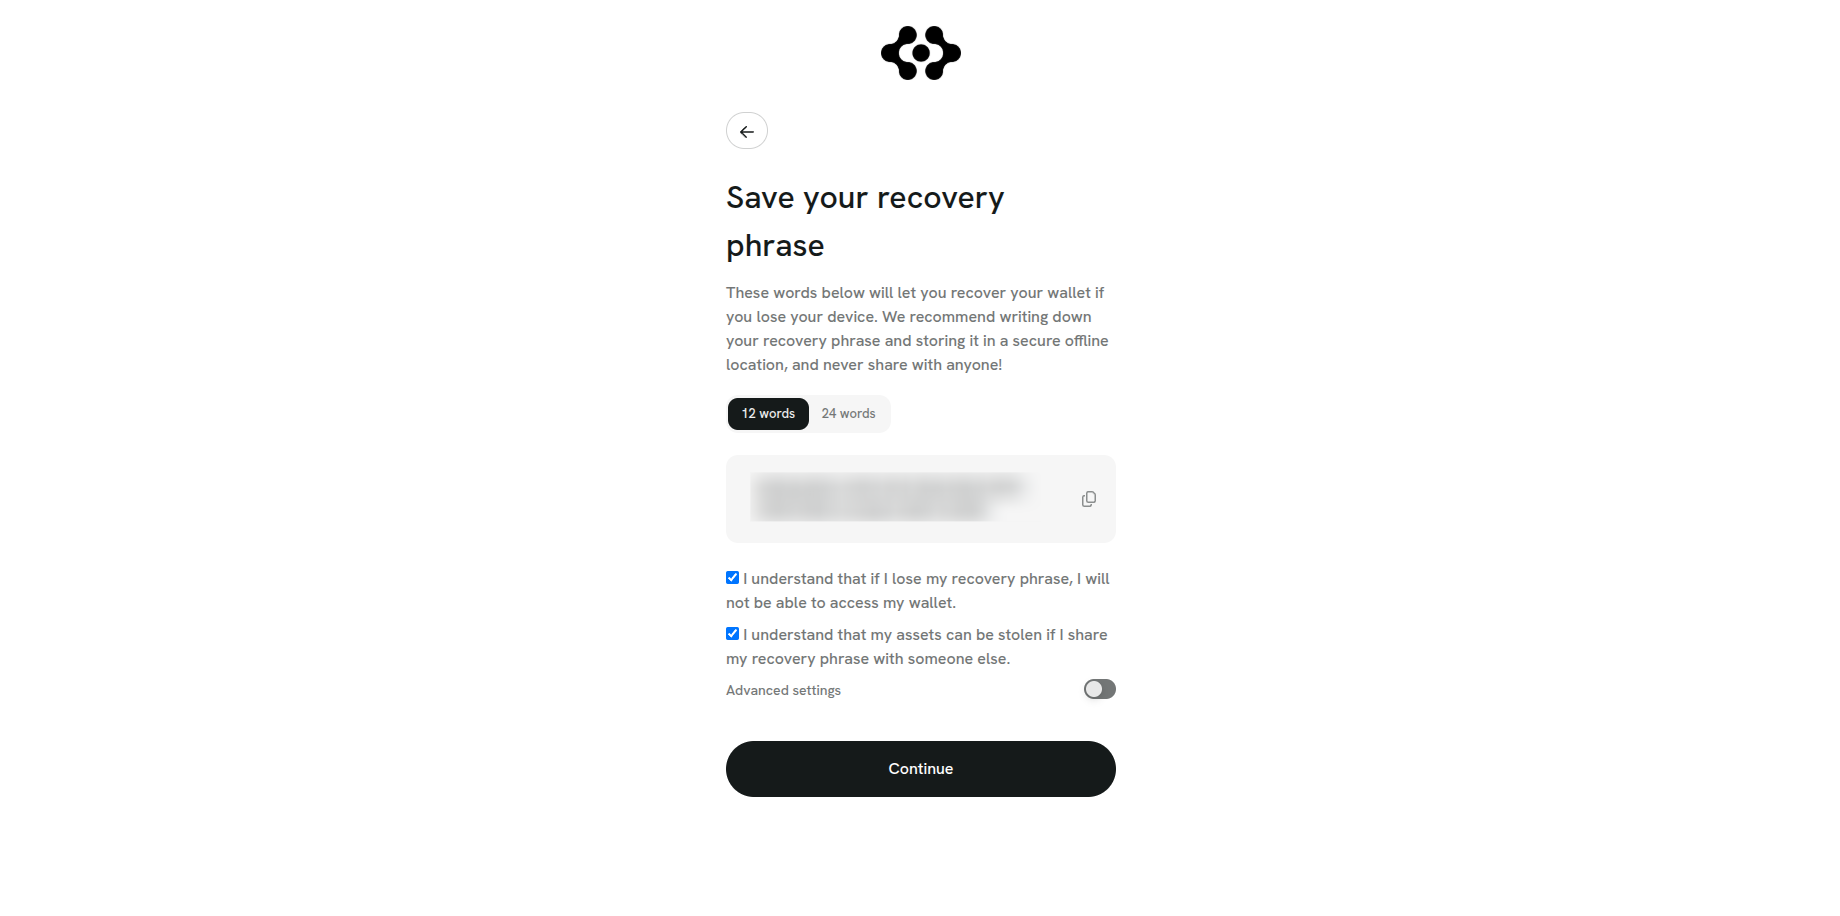 Save your recovery
phrase
These words below will let you recover your wallet if
you lose your device. We recommend writing down
your recovery phrase and storing it in a secure offline
location, and never share with anyone!
12 words 24 words
I understand that if I lose my recovery phrase, I will
not be able to access my wallet.
I understand that my assets can be stolen if I share
my recovery phrase with someone else.
Advanced settings
Continue